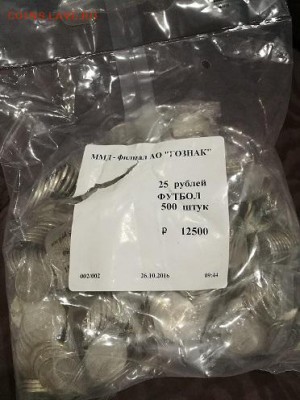 ММД - филиал АО "ГОЗНАК"
25 рублей
ФУТБОЛ
500 штук
₽ 12500
002/002 26.10.2016 09:44